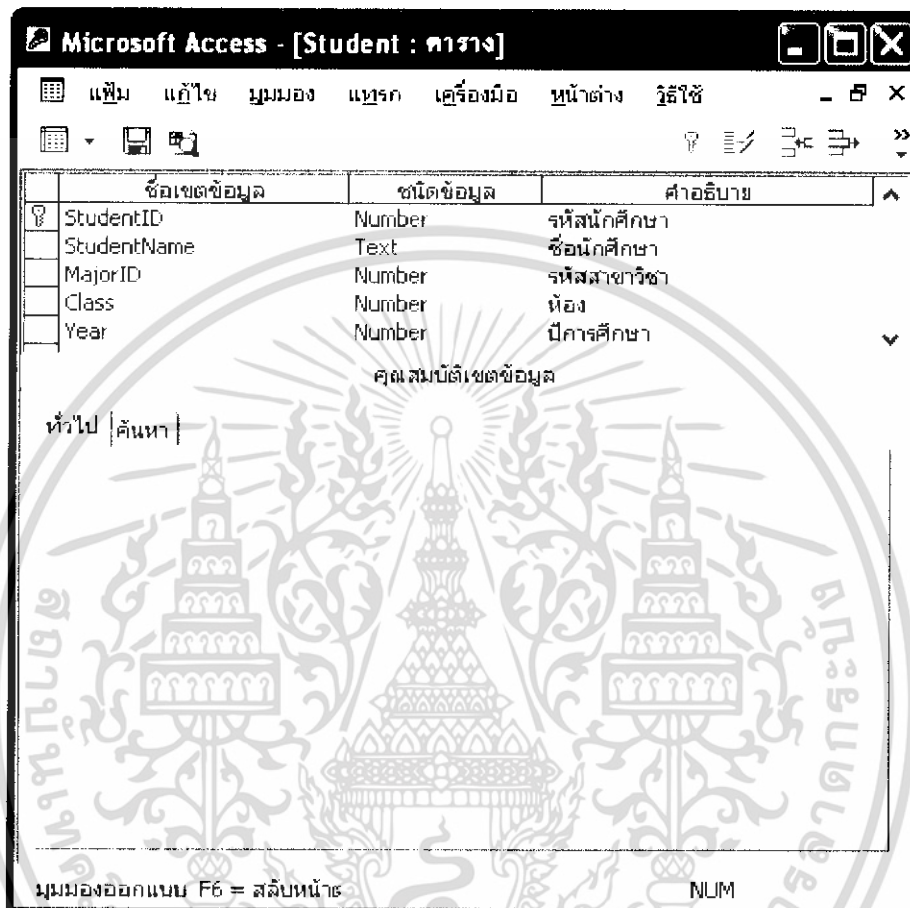 Microsoft Access - [Student : ตาราง]
แฟ้ม แก้ไข มุมมอง แทรก เครื่องมือ หน้าต่าง วิธีใช้
ชื่อเขตข้อมูล ชนิดข้อมูล คำอธิบาย
StudentID Number รหัสนักศึกษา
StudentName Text ชื่อนักศึกษา
MajorID Number รหัสสาขาวิชา
Class Number ห้อง
Year Number ปีการศึกษา
คุณสมบัติเขตข้อมูล
ทั่วไป ค้นหา
มุมมองออกแบบ F6 = สลับหน้าต NUM